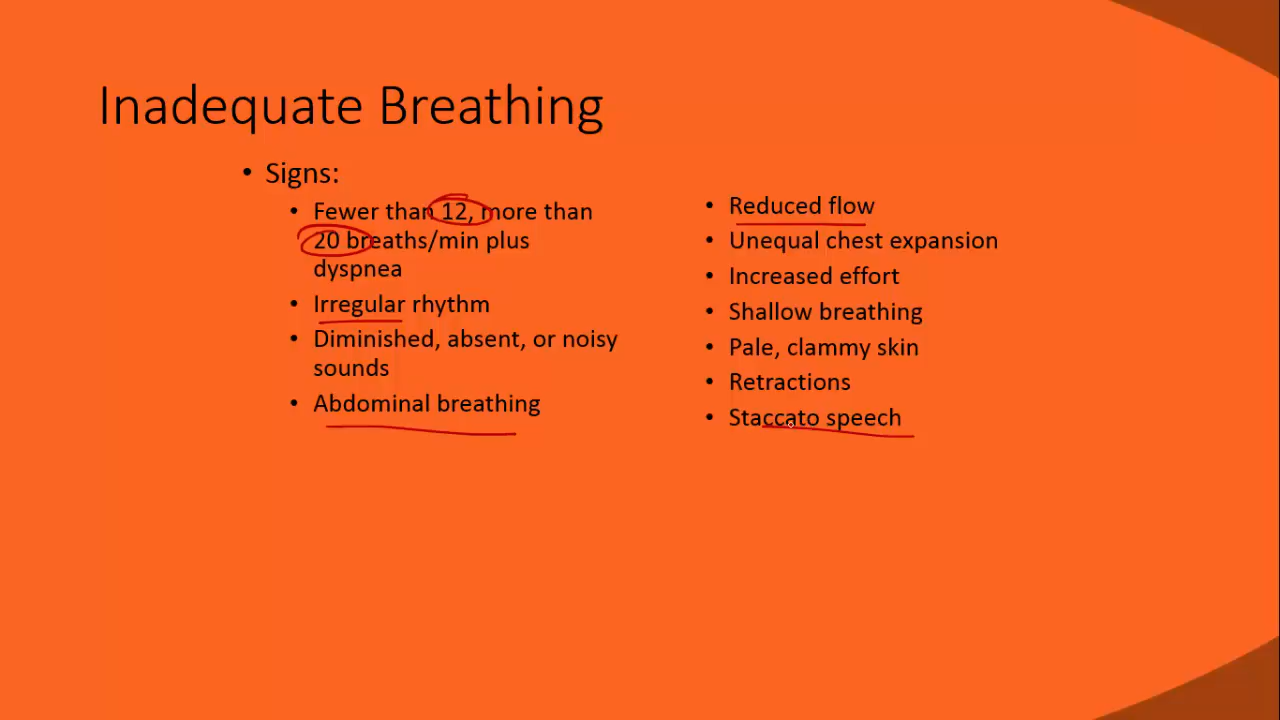 Inadequate Breathing
• Signs:
• Fewer than 12, more than
20 breaths/min plus
dyspnea
• Irregular rhythm
• Diminished, absent, or noisy
sounds
• Abdominal breathing
• Reduced flow
• Unequal chest expansion
• Increased effort
• Shallow breathing
• Pale, clammy skin
• Retractions
• Staccato speech